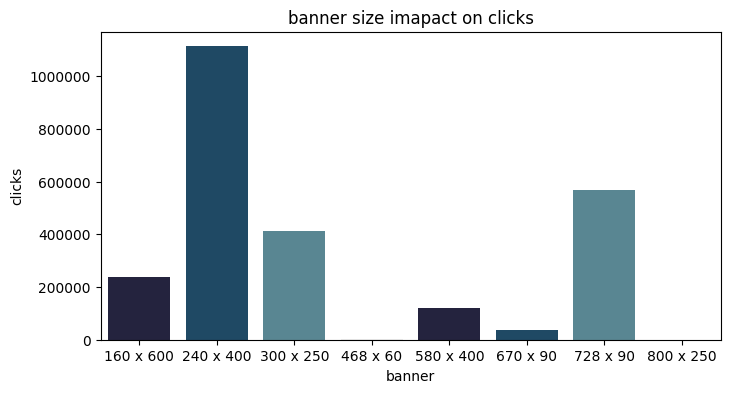 banner size imapact on clicks
clicks
1000000
800000
600000
400000
200000
0
160 x 600 240 x 400 300 x 250 468 x 60 580 x 400 670 x 90 728 x 90 800 x 250
banner